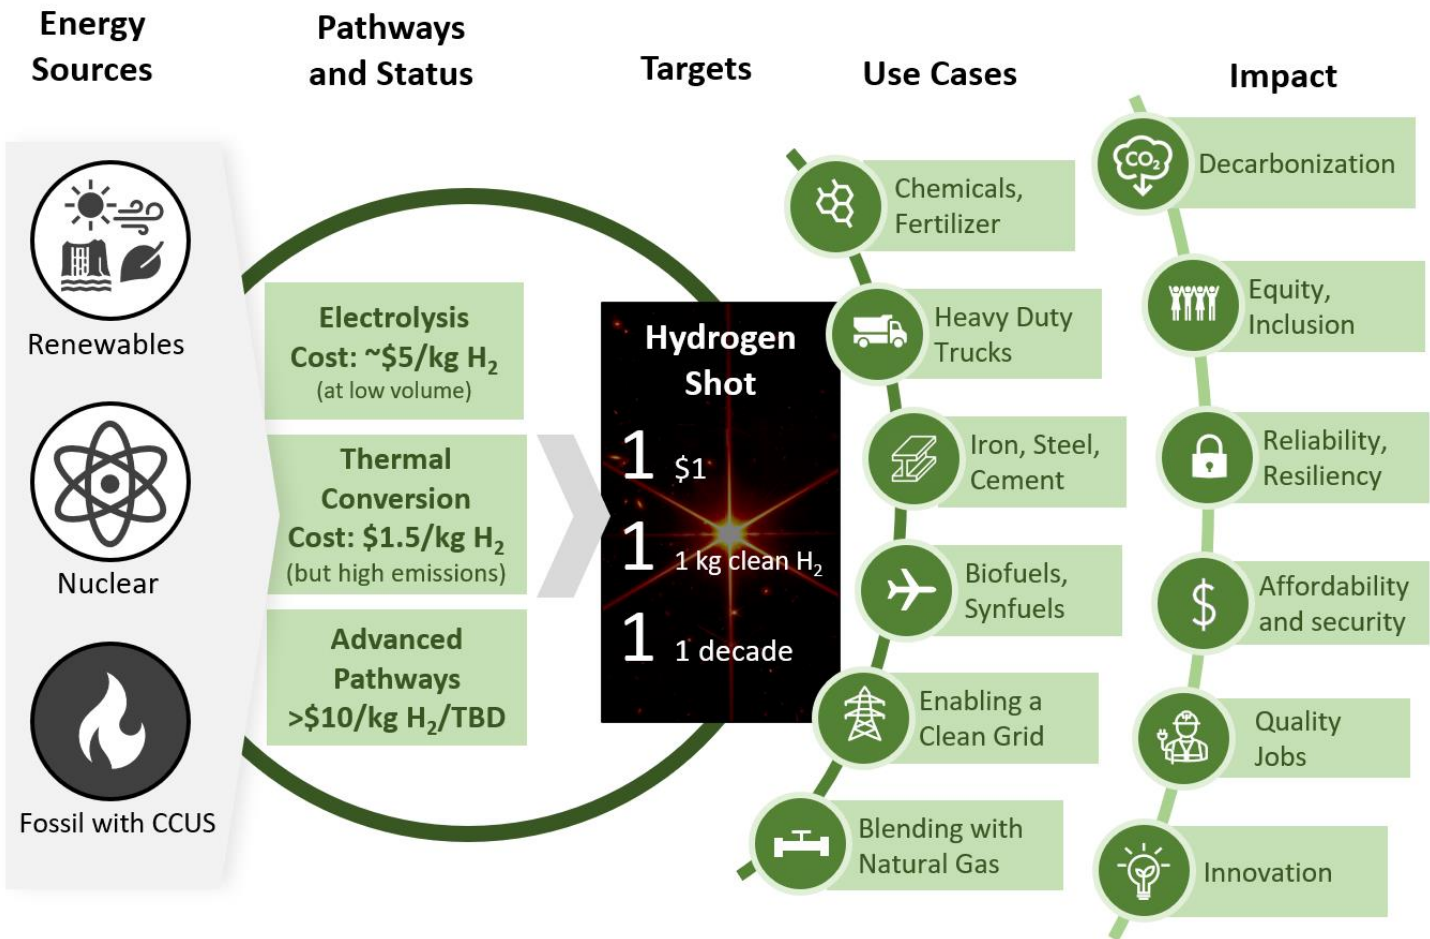 Energy
Sources
Pathways
and Status
Targets
Use Cases
Impact
Renewables
Nuclear
Fossil with CCUS
Electrolysis
Cost: ~$5/kg H₂
(at low volume)
Thermal
Conversion
Cost: $1.5/kg H₂
(but high emissions)
Advanced
Pathways
>$10/kg H₂/TBD
Hydrogen
Shot
1 $1
1 1 kg clean H₂
1 1 decade
Chemicals,
Fertilizer
Heavy Duty
Trucks
Iron, Steel,
Cement
Biofuels,
Synfuels
Enabling a
Clean Grid
Blending with
Natural Gas
CO₂
Decarbonization
Equity,
Inclusion
Reliability,
Resiliency
$
Affordability
and security
Quality
Jobs
Innovation